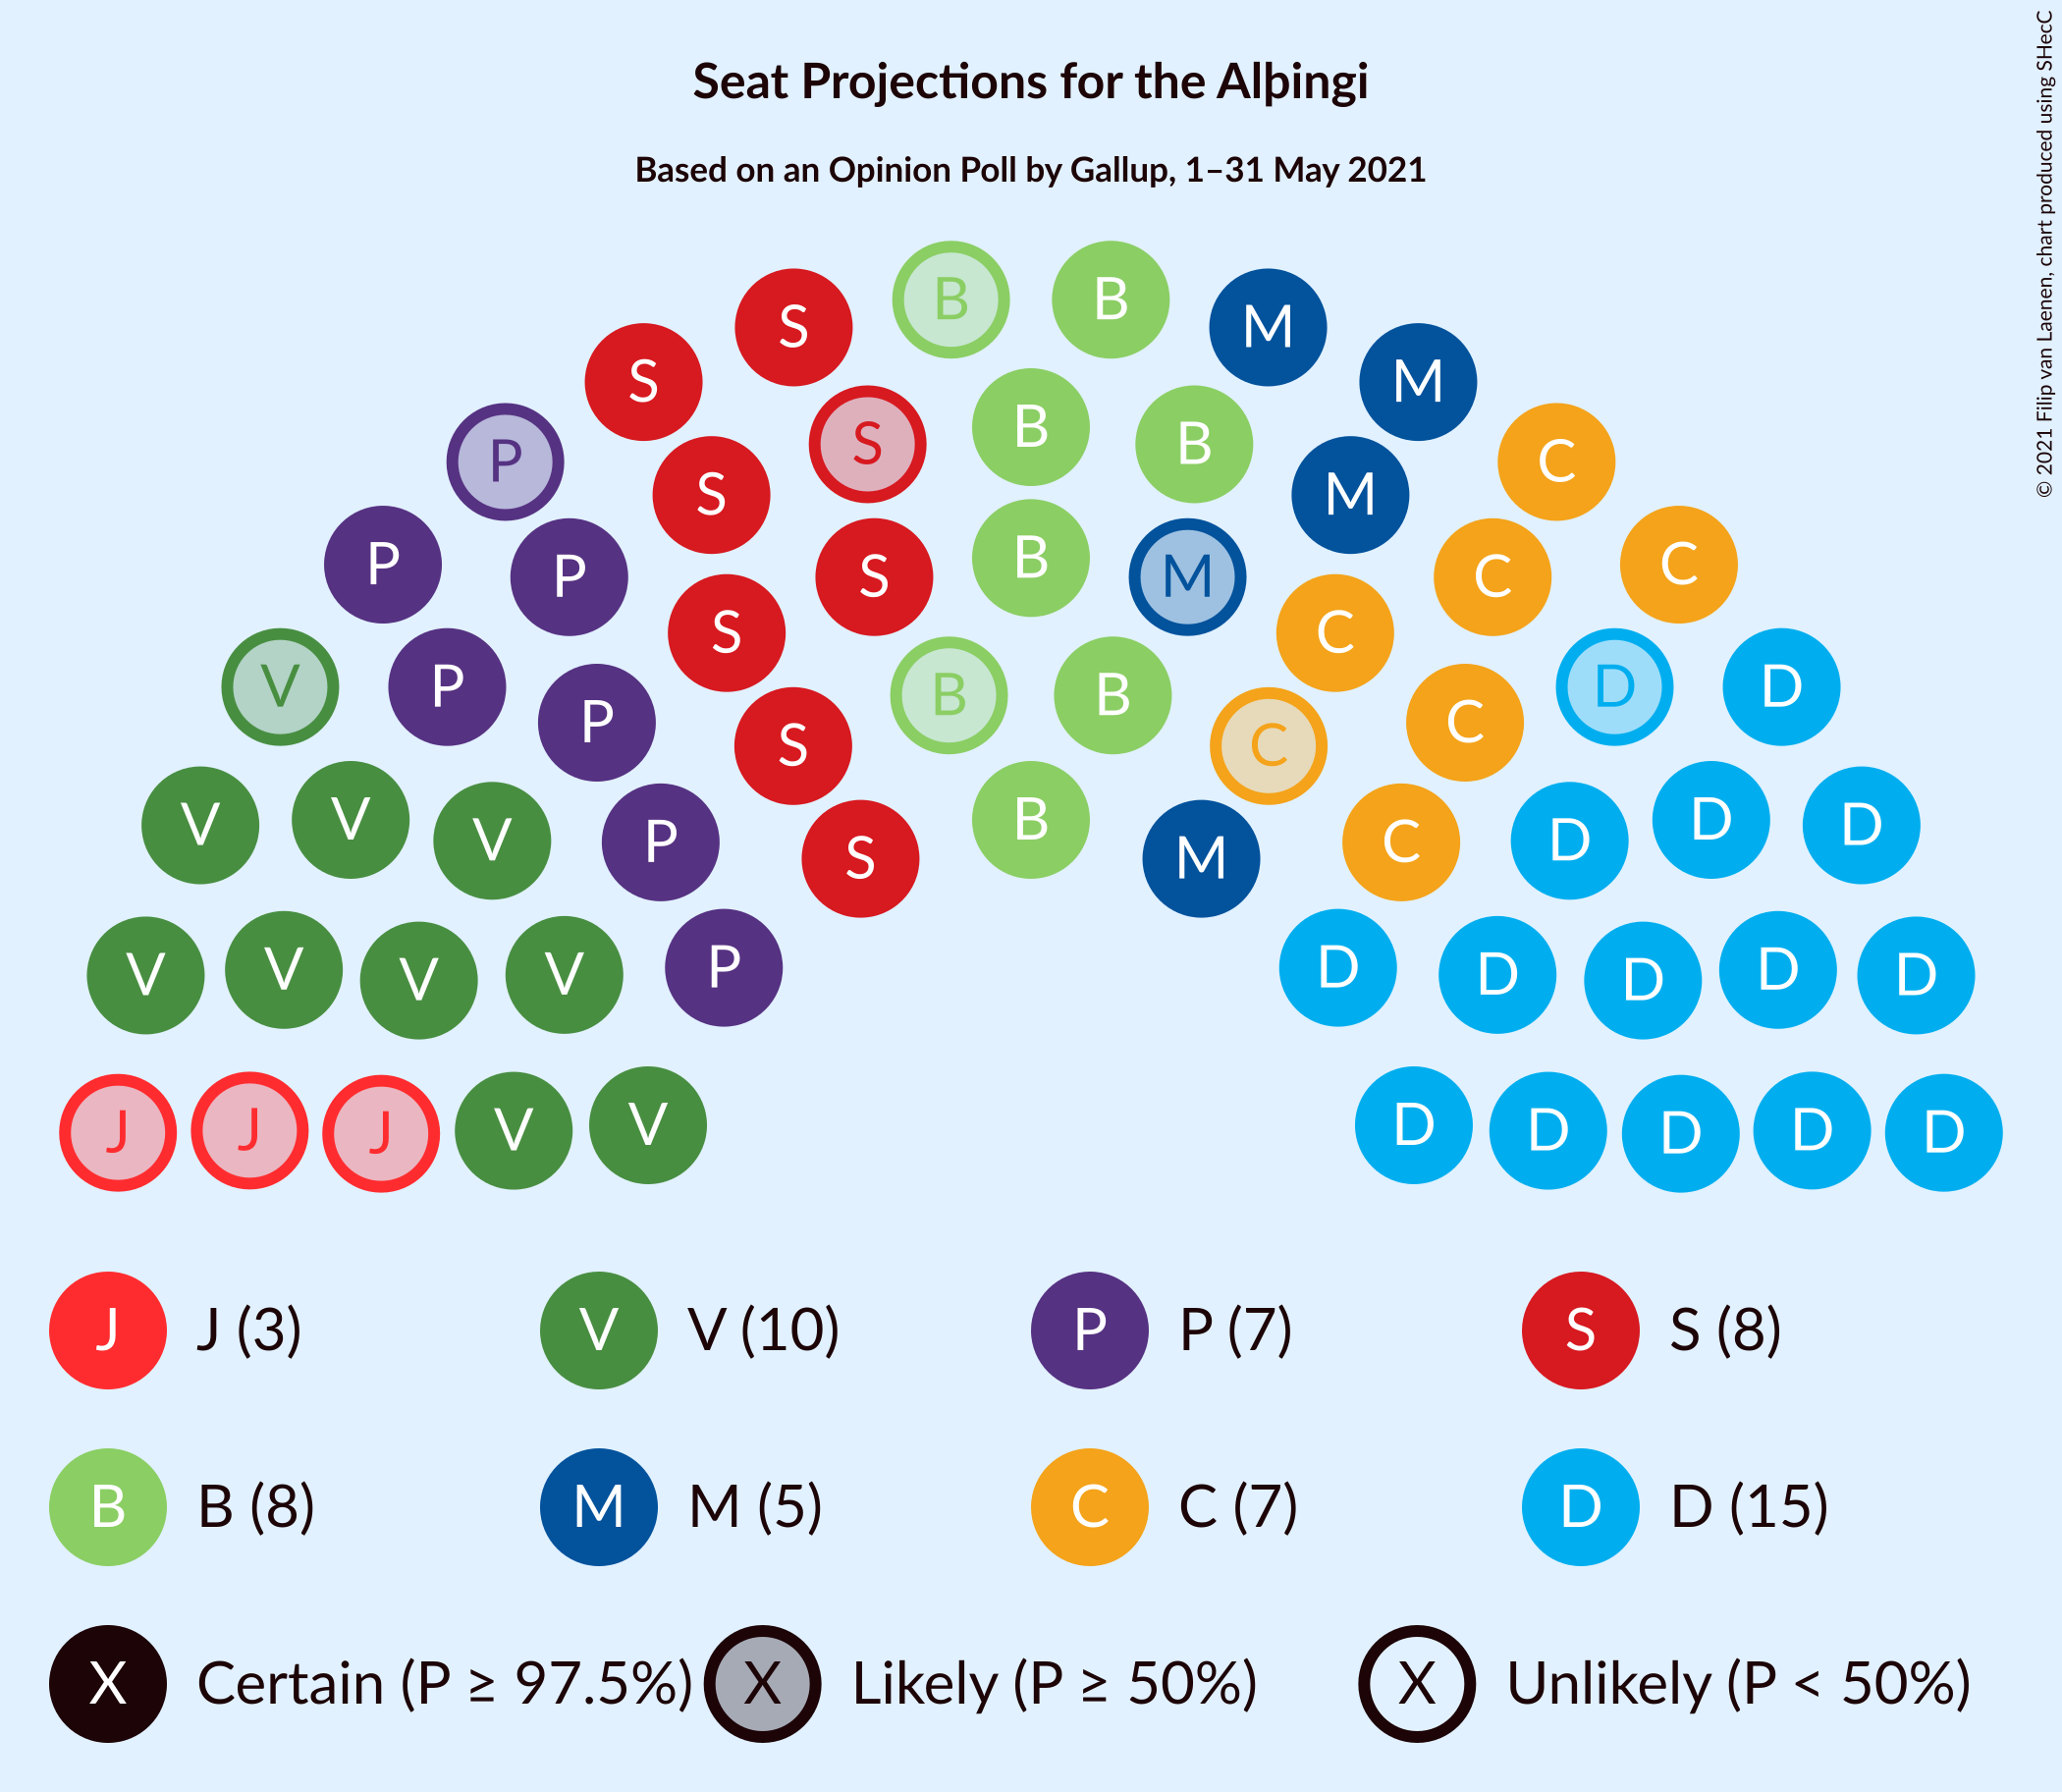 Seat Projections for the Alþingi
Based on an Opinion Poll by Gallup, 1–31 May 2021
© 2021 Filip van Laenen, chart produced using SHecC
B B
S M
S M
B
S B
P C
S M
B
P C
P S M C
S C
V P B B D D
P C
S C
V V B D D
V P D
C
S M
P D
V V D D
V V D D
V D
J J J V V D D D D D
J J (3) V V (10) P P (7) S S (8)
B B (8) M M (5) C C (7) D D (15)
X Certain (P ≥ 97.5%) X Likely (P ≥ 50%) X Unlikely (P < 50%)